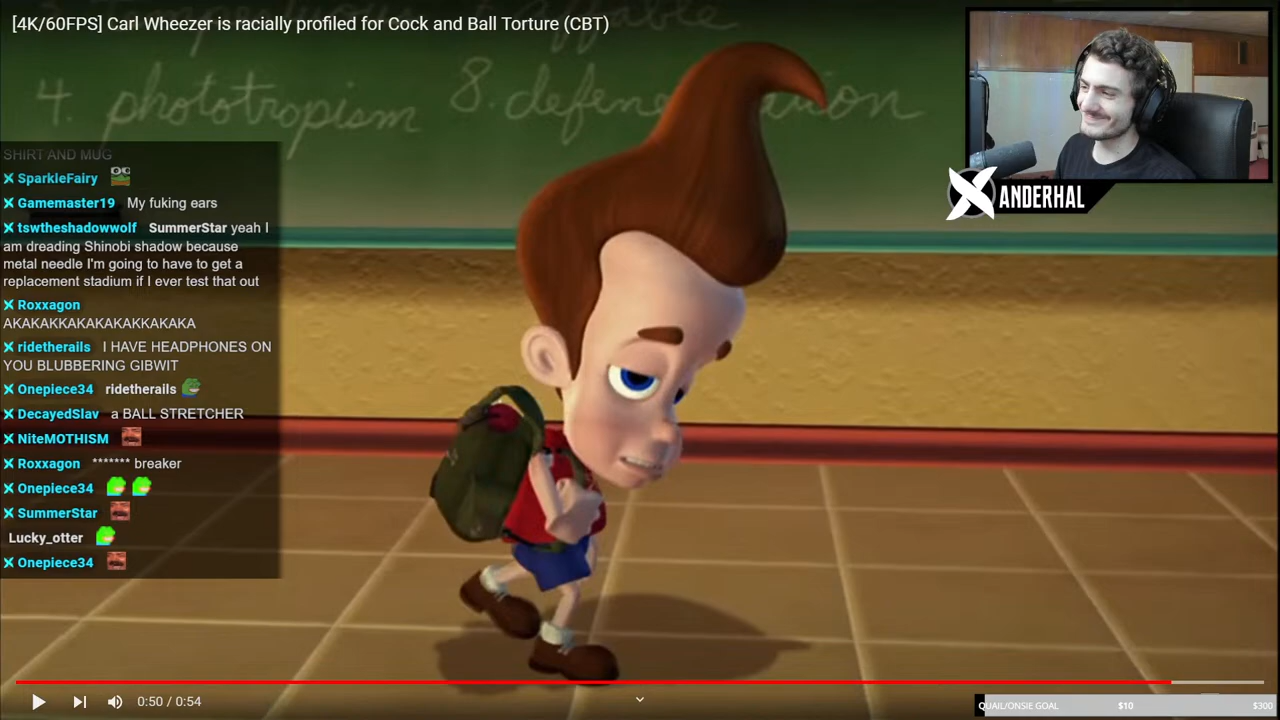 [4K/60FPS] Carl Wheezer is racially profiled for Cock and Ball Torture (CBT)
4. phototropism
8. defene
ation
SHIRT AND MUG
SparkleFairy
Gamemaster19 My fuking ears
tswtheshadowwolf SummerStar yeah I
am dreading Shinobi shadow because
metal needle I'm going to have to get a
replacement stadium if I ever test that out
Roxxagon
AKAKAKKAKAKAKAKKAKAKA
ridetherails I HAVE HEADPHONES ON
YOU BLUBBERING GIBWIT
Onepiece34 ridetherails
DecayedSlav a BALL STRETCHER
NiteMOTHISM
Roxxagon ******* breaker
Onepiece34
SummerStar
Lucky_otter
Onepiece34
ANDERHAL
0:50 / 0:54
QUAIL/ONSIE GOAL $10 $300